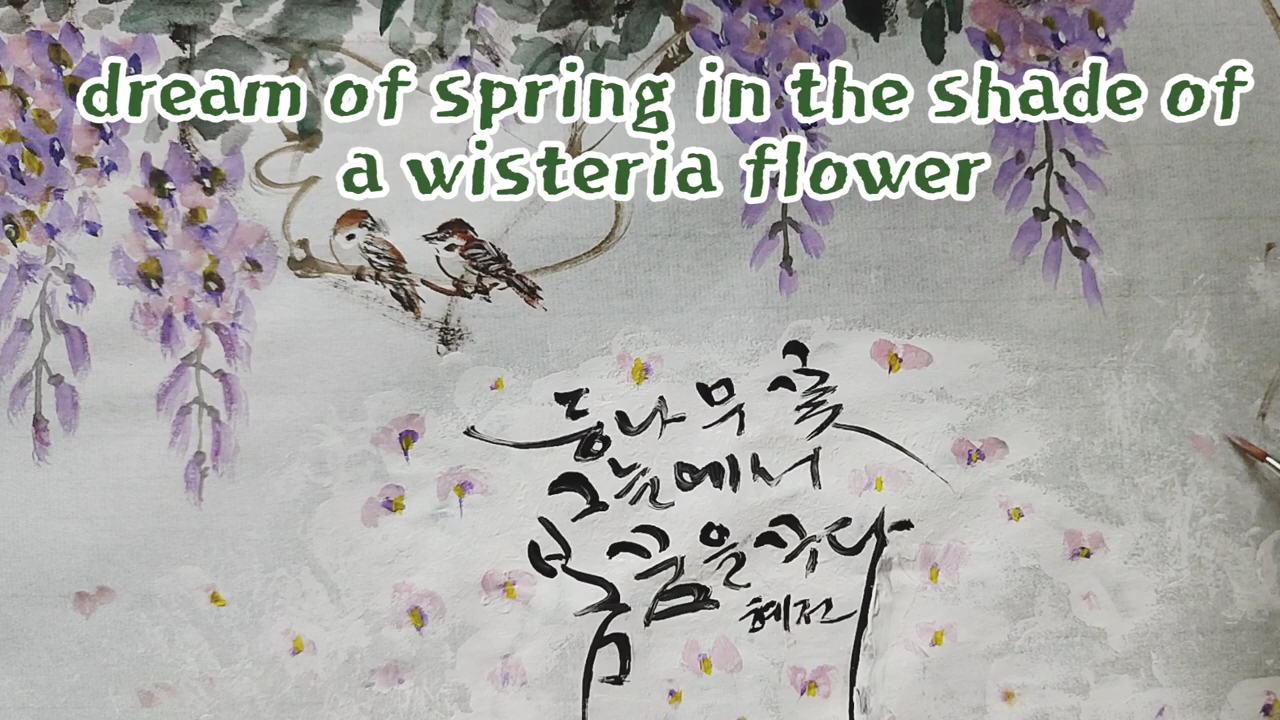 dream of spring in the shade of
a wisteria flower
등나무 꽃
그늘에서
봄 꿈을 꾸다
혜전